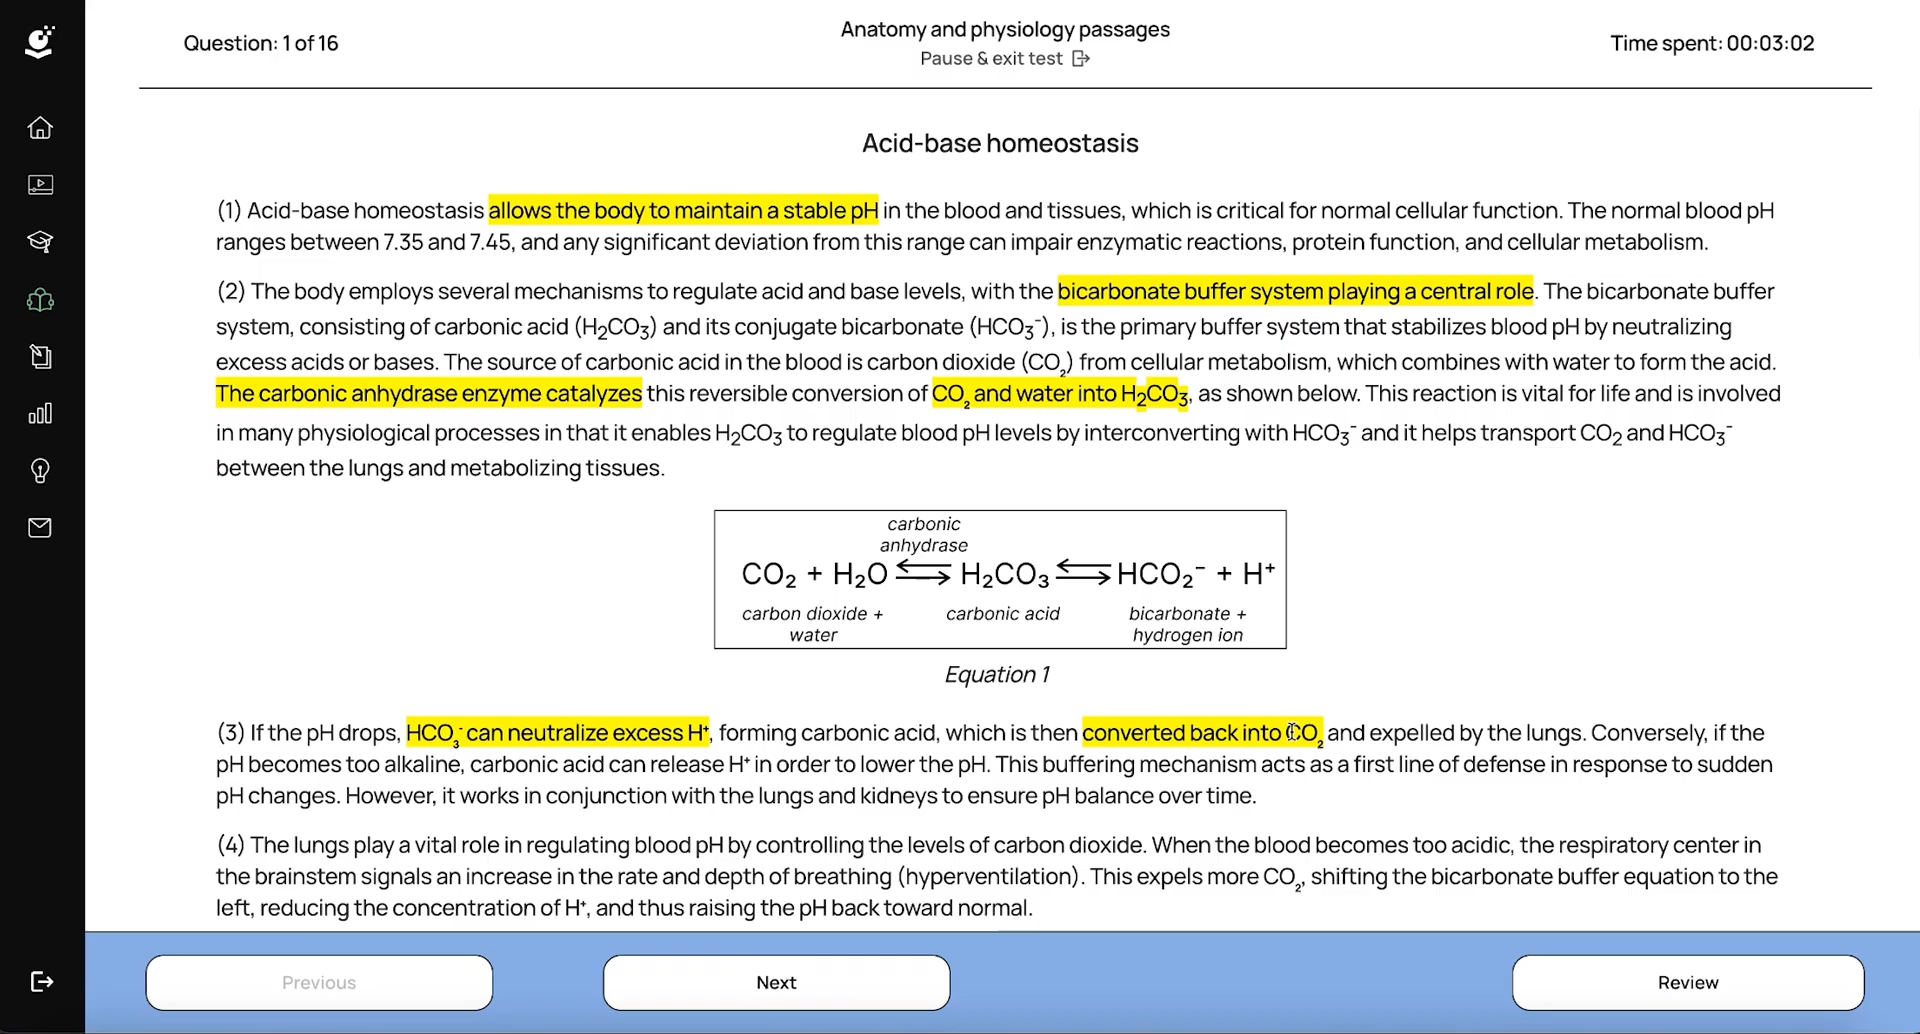 Question: 1 of 16
Anatomy and physiology passages
Pause & exit test
Time spent: 00:03:02
Acid-base homeostasis
(1) Acid-base homeostasis allows the body to maintain a stable pH in the blood and tissues, which is critical for normal cellular function. The normal blood pH
ranges between 7.35 and 7.45, and any significant deviation from this range can impair enzymatic reactions, protein function, and cellular metabolism.
(2) The body employs several mechanisms to regulate acid and base levels, with the bicarbonate buffer system playing a central role. The bicarbonate buffer
system, consisting of carbonic acid (H₂CO₃) and its conjugate bicarbonate (HCO₃⁻), is the primary buffer system that stabilizes blood pH by neutralizing
excess acids or bases. The source of carbonic acid in the blood is carbon dioxide (CO₂) from cellular metabolism, which combines with water to form the acid.
The carbonic anhydrase enzyme catalyzes this reversible conversion of CO₂ and water into H₂CO₃, as shown below. This reaction is vital for life and is involved
in many physiological processes in that it enables H₂CO₃ to regulate blood pH levels by interconverting with HCO₃⁻ and it helps transport CO₂ and HCO₃⁻
between the lungs and metabolizing tissues.
carbonic
anhydrase
CO₂ + H₂O ⇌ H₂CO₃ ⇌ HCO₂⁻ + H⁺
carbon dioxide + carbonic acid bicarbonate +
water hydrogen ion
Equation 1
(3) If the pH drops, HCO₃⁻ can neutralize excess H⁺, forming carbonic acid, which is then converted back into CO₂ and expelled by the lungs. Conversely, if the
pH becomes too alkaline, carbonic acid can release H⁺ in order to lower the pH. This buffering mechanism acts as a first line of defense in response to sudden
pH changes. However, it works in conjunction with the lungs and kidneys to ensure pH balance over time.
(4) The lungs play a vital role in regulating blood pH by controlling the levels of carbon dioxide. When the blood becomes too acidic, the respiratory center in
the brainstem signals an increase in the rate and depth of breathing (hyperventilation). This expels more CO₂, shifting the bicarbonate buffer equation to the
left, reducing the concentration of H⁺, and thus raising the pH back toward normal.
Previous
Next
Review